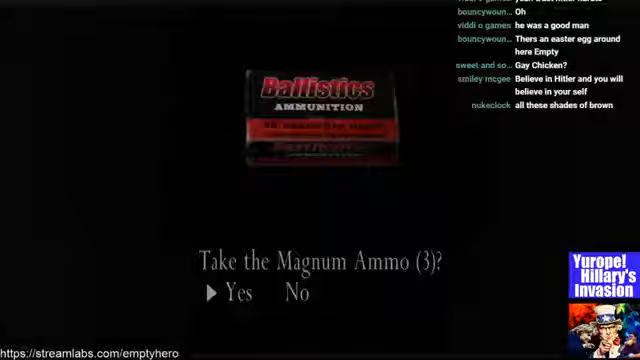 bouncywoun... Oh
viddi o games he was a good man
bouncywoun... Thers an easter egg around
here Empty
sweet and so... Gay Chicken?
smiley mcgee Believe in Hitler and you will
believe in your self
nukeclock all these shades of brown
Ballistics
AMMUNITION
Take the Magnum Ammo (3)?
Yes No
Yurope!
Hillary's
Invasion
https://streamlabs.com/emptyhero